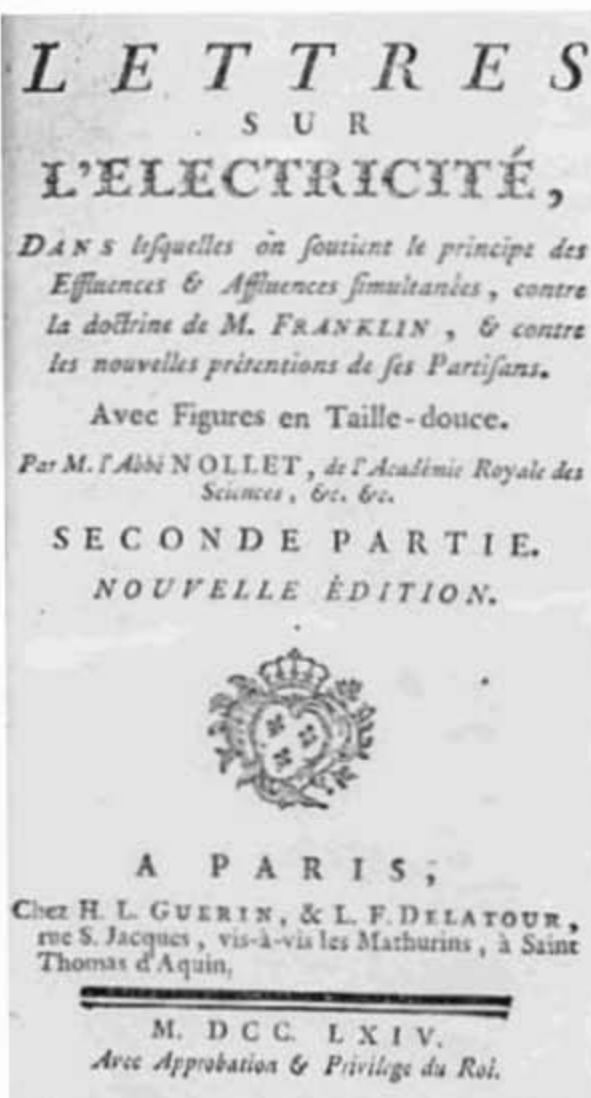 LETTRES
SUR
L'ELECTRICITÉ,
DANS leſquelles on ſoutient le principe des
Effluences & Affluences ſimultanées, contre
la doctrine de M. FRANKLIN, & contre
les nouvelles prétentions de ſes Partiſans.
Avec Figures en Taille-douce.
Par M. l'Abbé NOLLET, de l'Académie Royale des
Sciences, &c. &c.
SECONDE PARTIE.
NOUVELLE ÈDITION.
A PARIS,
Chez H. L. GUERIN, & L. F. DELATOUR,
rue S. Jacques, vis-à-vis les Mathurins, à Saint
Thomas d'Aquin,
M. DCC. LXIV.
Avec Approbation & Privilege du Roi.